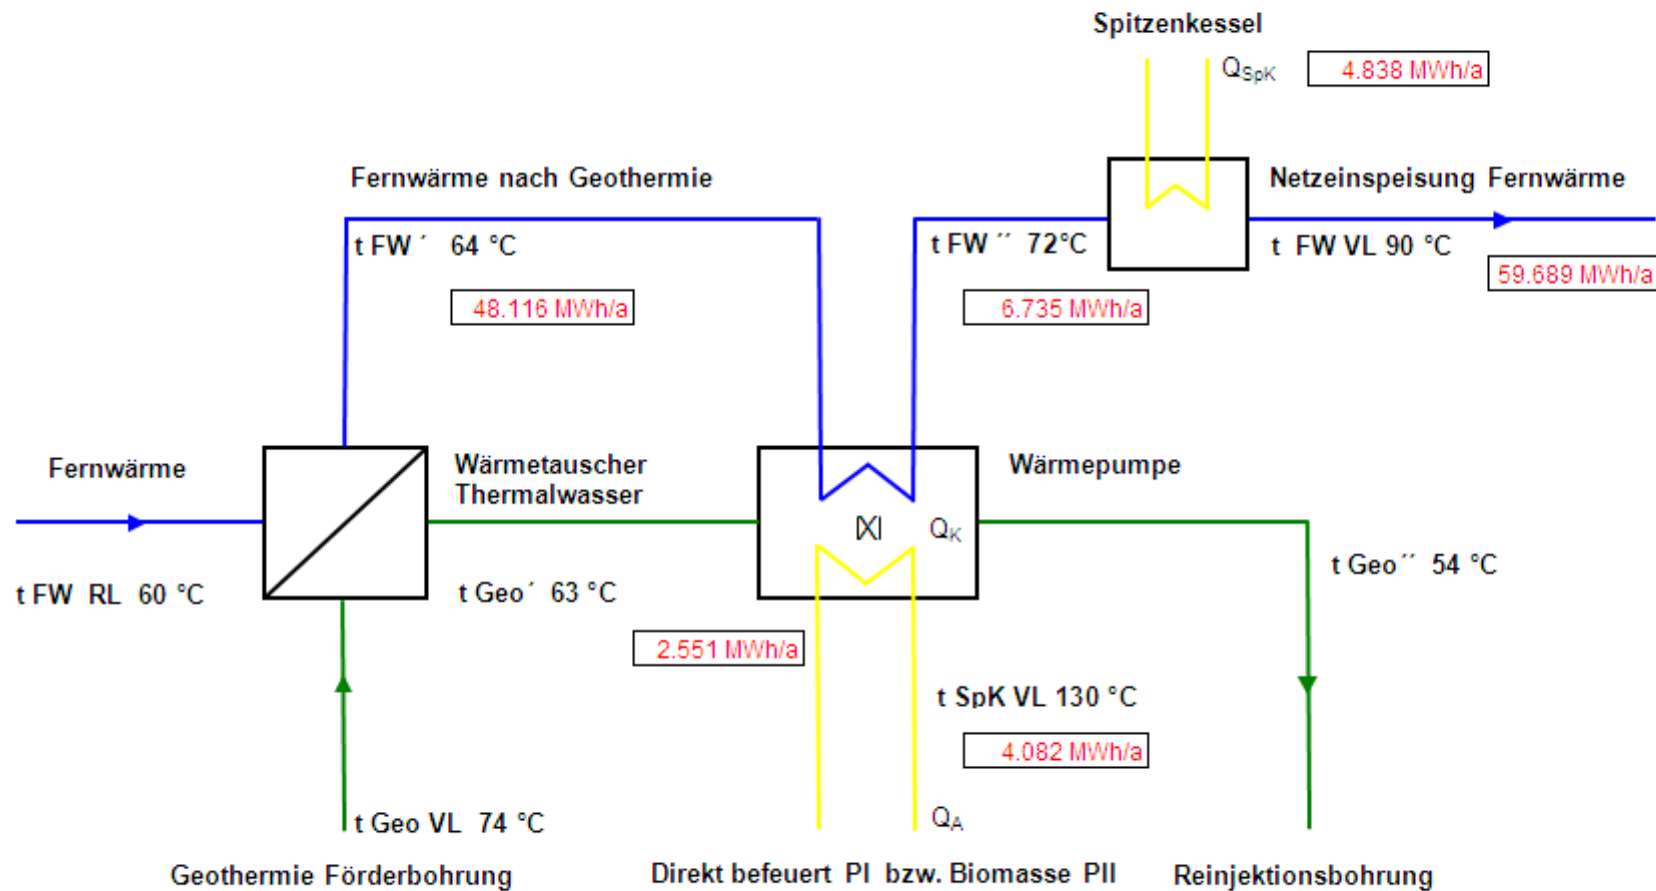 Spitzenkessel
QSpK 4.838 MWh/a
Fernwärme nach Geothermie
Netzeinspeisung Fernwärme
t FW ´ 64 °C
t FW ´´ 72°C
t FW VL 90 °C
48.116 MWh/a
6.735 MWh/a
59.689 MWh/a
Fernwärme
Wärmetauscher
Thermalwasser
Wärmepumpe
QK
t FW RL 60 °C
t Geo´ 63 °C
t Geo´´ 54 °C
2.551 MWh/a
t SpK VL 130 °C
4.082 MWh/a
t Geo VL 74 °C
QA
Geothermie Förderbohrung
Direkt befeuert PI bzw. Biomasse PII
Reinjektionsbohrung